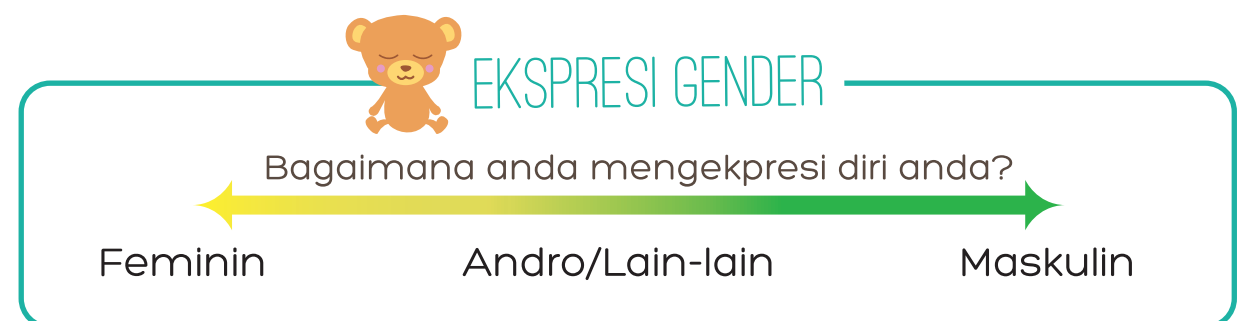 EKSPRESI GENDER
Bagaimana anda mengekpresi diri anda?
Feminin Andro/Lain-lain Maskulin